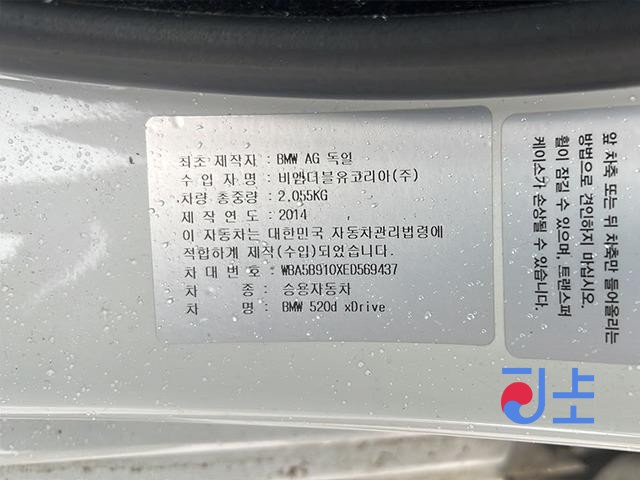 최초 제작자 : BMW AG 독일
수 입 자 명 : 비엠더블유코리아(주)
차량 총중량 : 2.055KG
제 작 연 도 : 2014
이 자동차는 대한민국 자동차관리법령에
적합하게 제작(수입)되었습니다.
차 대 번 호 : WBA5B910XED569437
차 종 : 승용자동차
차 명 : BMW 520d xDrive
앞 차축 또는 뒤 차축만 들어올리는
방법으로 견인하지 마십시오.
휠이 잠길 수 있으며, 트랜스퍼
케이스가 손상될 수 있습니다.